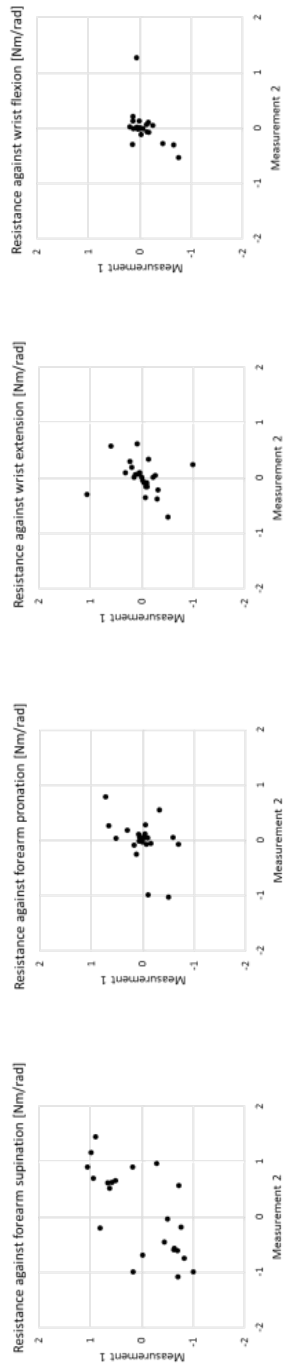 Resistance against forearm supination [Nm/rad]
2
1
0
-1
-2
Measurement 1
-2 -1 0 1 2
Measurement 2
Resistance against forearm pronation [Nm/rad]
2
1
0
-1
-2
Measurement 1
-2 -1 0 1 2
Measurement 2
Resistance against wrist extension [Nm/rad]
2
1
0
-1
-2
Measurement 1
-2 -1 0 1 2
Measurement 2
Resistance against wrist flexion [Nm/rad]
2
1
0
-1
-2
Measurement 1
-2 -1 0 1 2
Measurement 2